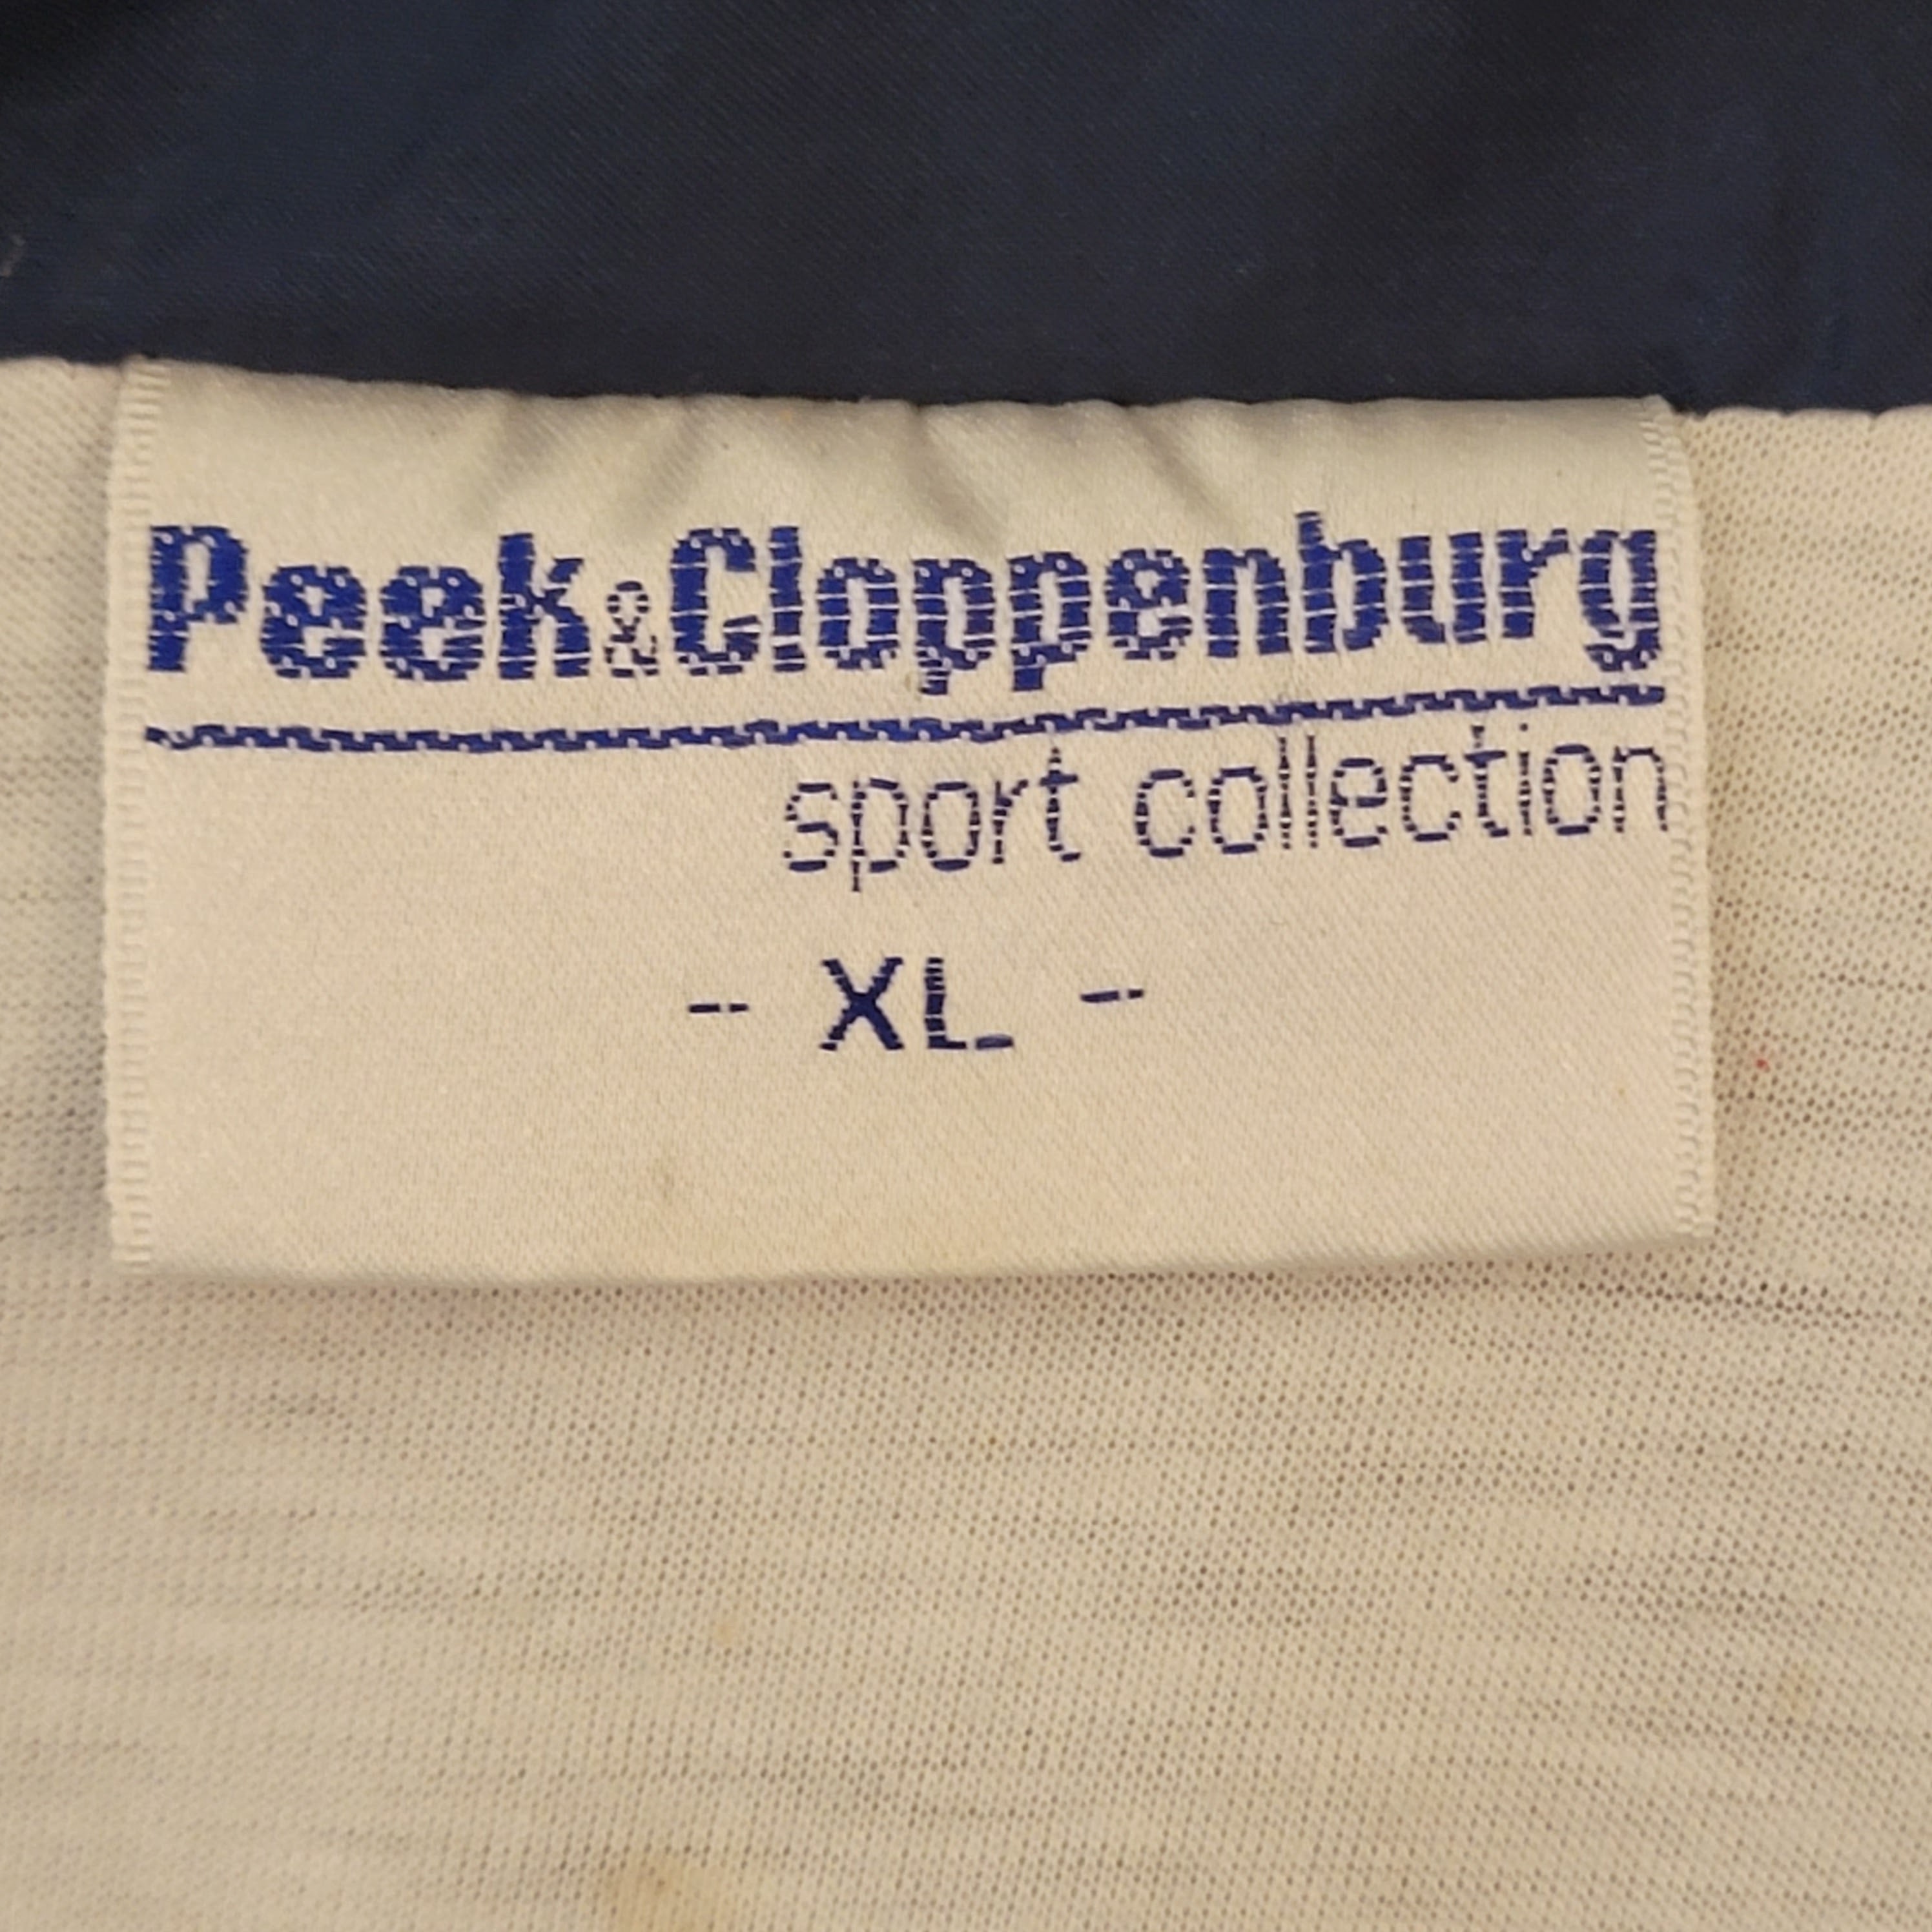 Peek&Cloppenburg
sport collection
- XL -